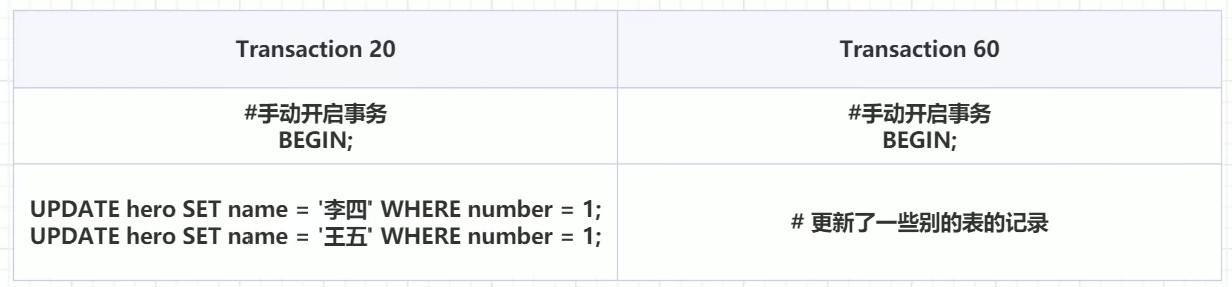 Transaction 20
Transaction 60
#手动开启事务
BEGIN;
#手动开启事务
BEGIN;
UPDATE hero SET name = '李四' WHERE number = 1;
UPDATE hero SET name = '王五' WHERE number = 1;
# 更新了一些别的表的记录